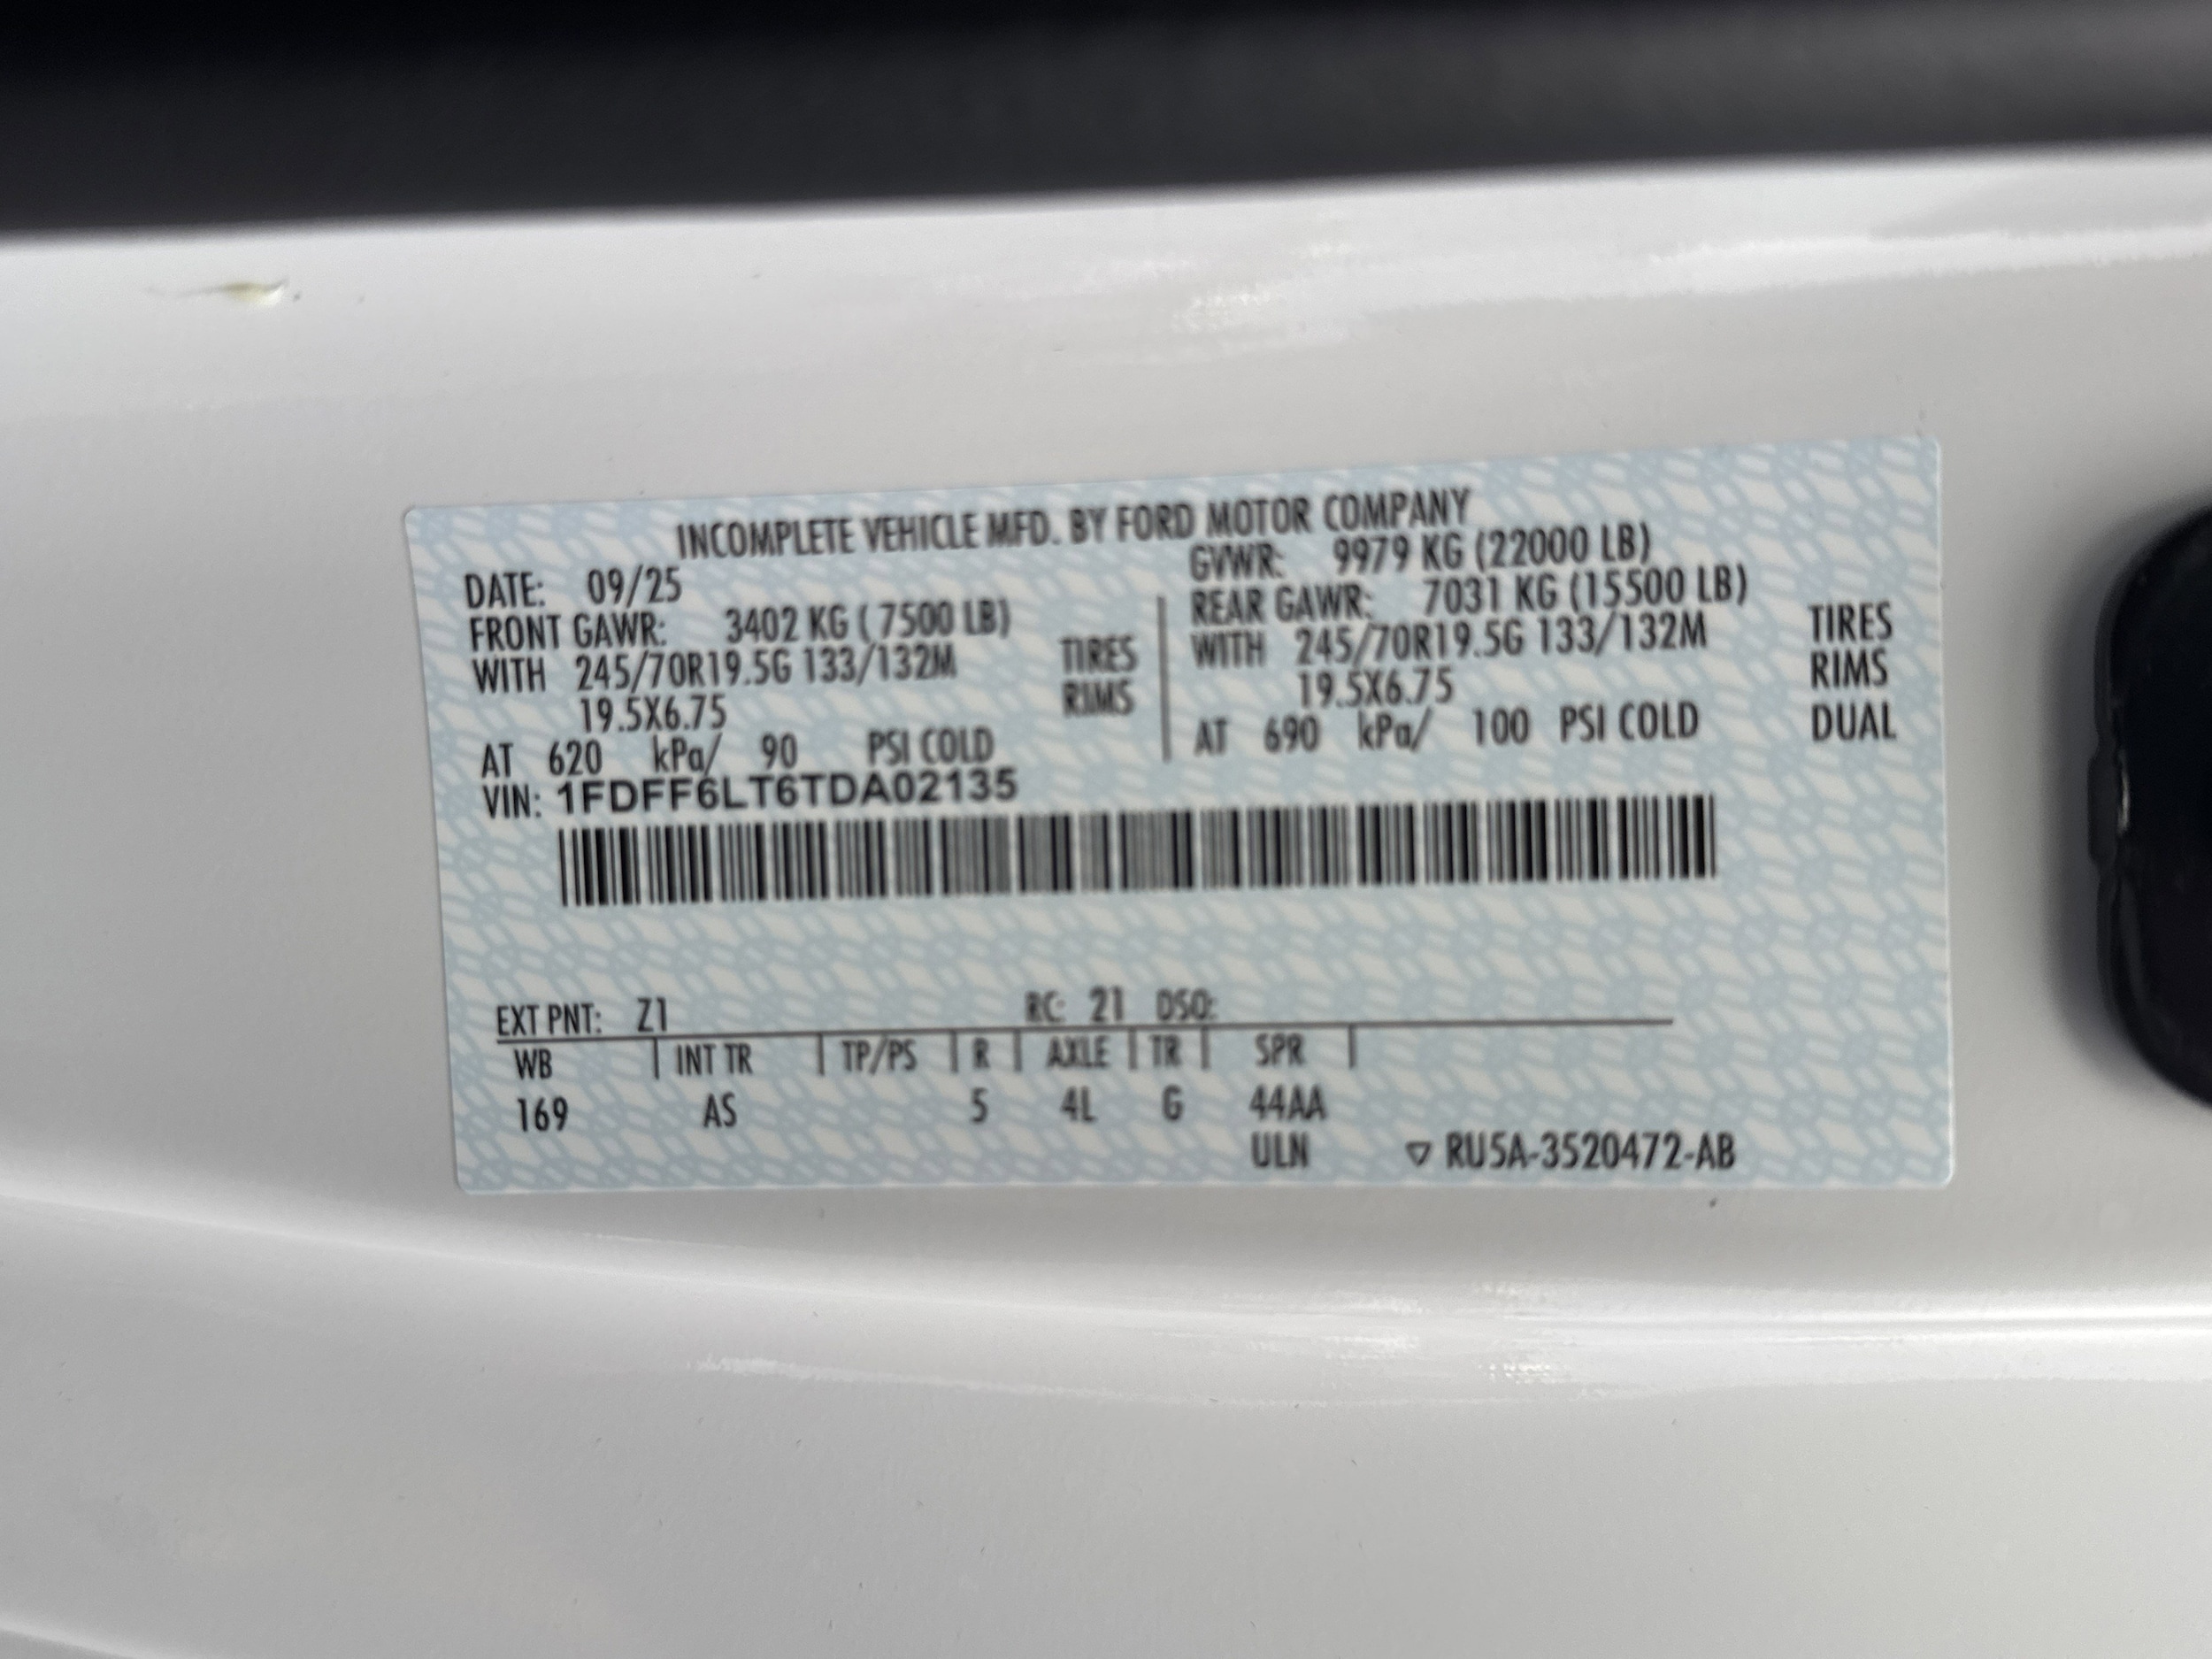 INCOMPLETE VEHICLE MFD. BY FORD MOTOR COMPANY
DATE: 09/25
GVWR: 9979 KG (22000 LB)
FRONT GAWR: 3402 KG ( 7500 LB)
REAR GAWR: 7031 KG (15500 LB)
WITH 245/70R19.5G 133/132M TIRES
WITH 245/70R19.5G 133/132M TIRES
19.5X6.75 RIMS
19.5X6.75 RIMS
AT 620 kPa/ 90 PSI COLD
AT 690 kPa/ 100 PSI COLD DUAL
VIN: 1FDFF6LT6TDA02135
EXT PNT: Z1 RC: 21 DSO:
WB | INT TR | TP/PS | R | AXLE | TR | SPR |
169 AS 5 4L G 44AA
ULN ▽ RU5A-3520472-AB